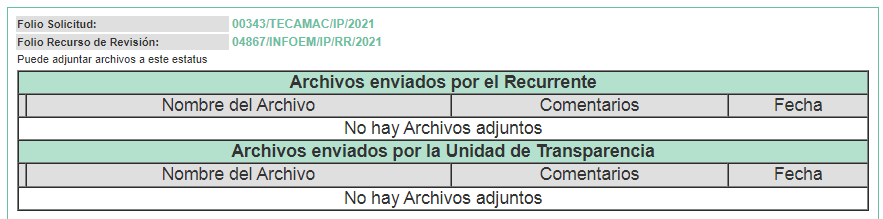 Folio Solicitud: 00343/TECAMAC/IP/2021
Folio Recurso de Revisión: 04867/INFOEM/IP/RR/2021
Puede adjuntar archivos a este estatus
Archivos enviados por el Recurrente
Nombre del Archivo Comentarios Fecha
No hay Archivos adjuntos
Archivos enviados por la Unidad de Transparencia
Nombre del Archivo Comentarios Fecha
No hay Archivos adjuntos